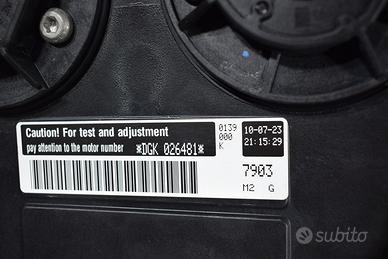 Caution! For test and adjustment
pay attention to the motor number *DGK 026481*
0139
000
K
10-07-23
21:15:29
7903
M2 G
subito